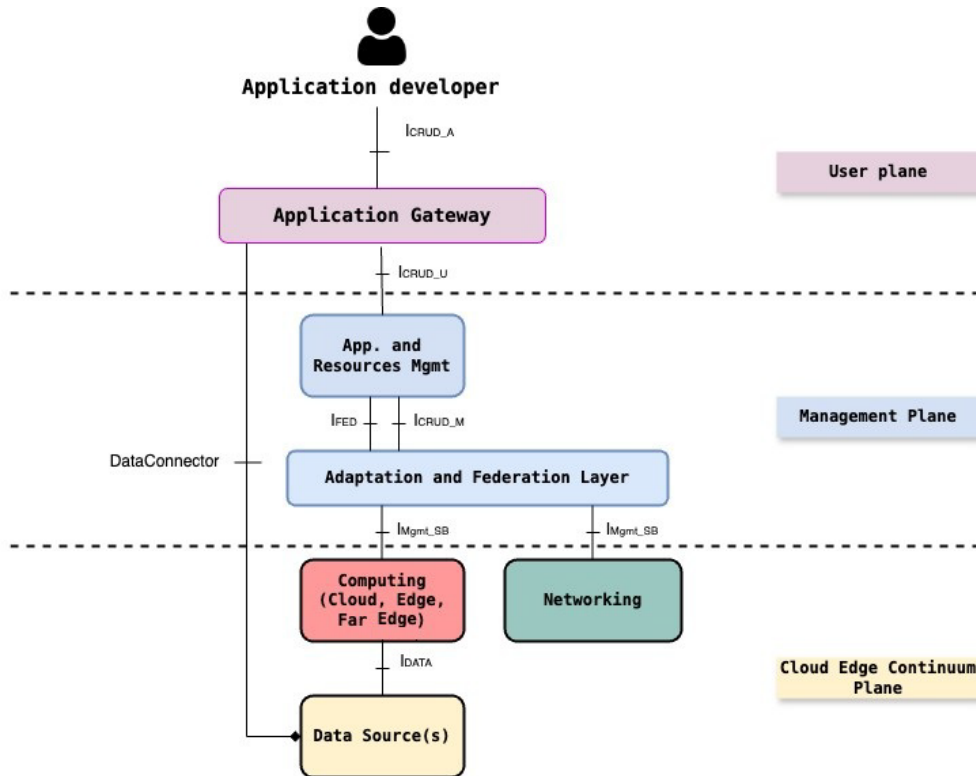 Application developer
ICRUD_A
User plane
Application Gateway
ICRUD_U
App. and
Resources Mgmt
IFED
ICRUD_M
Management Plane
DataConnector
Adaptation and Federation Layer
IMgmt_SB
IMgmt_SB
Computing
(Cloud, Edge,
Far Edge)
Networking
IDATA
Cloud Edge Continuum
Plane
Data Source(s)